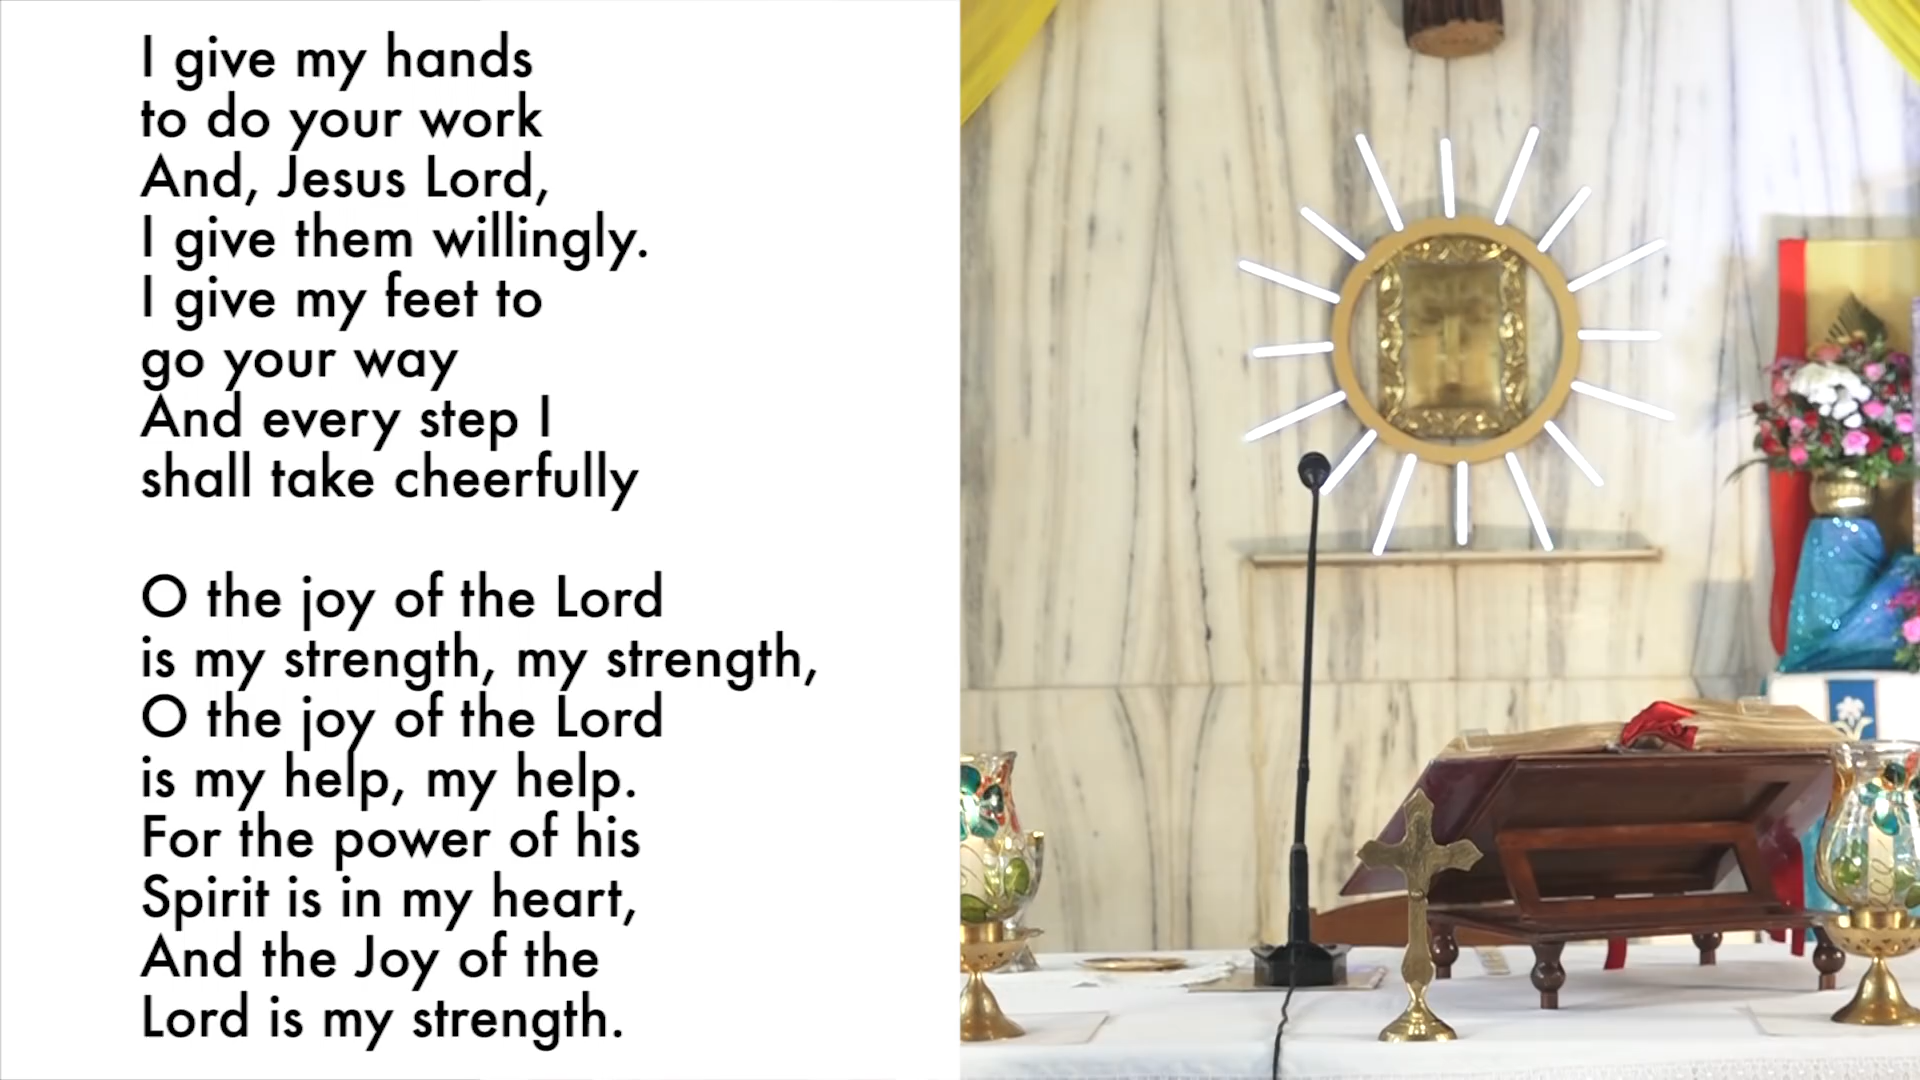 I give my hands
to do your work
And, Jesus Lord,
I give them willingly.
I give my feet to
go your way
And every step I
shall take cheerfully
O the joy of the Lord
is my strength, my strength,
O the joy of the Lord
is my help, my help.
For the power of his
Spirit is in my heart,
And the Joy of the
Lord is my strength.